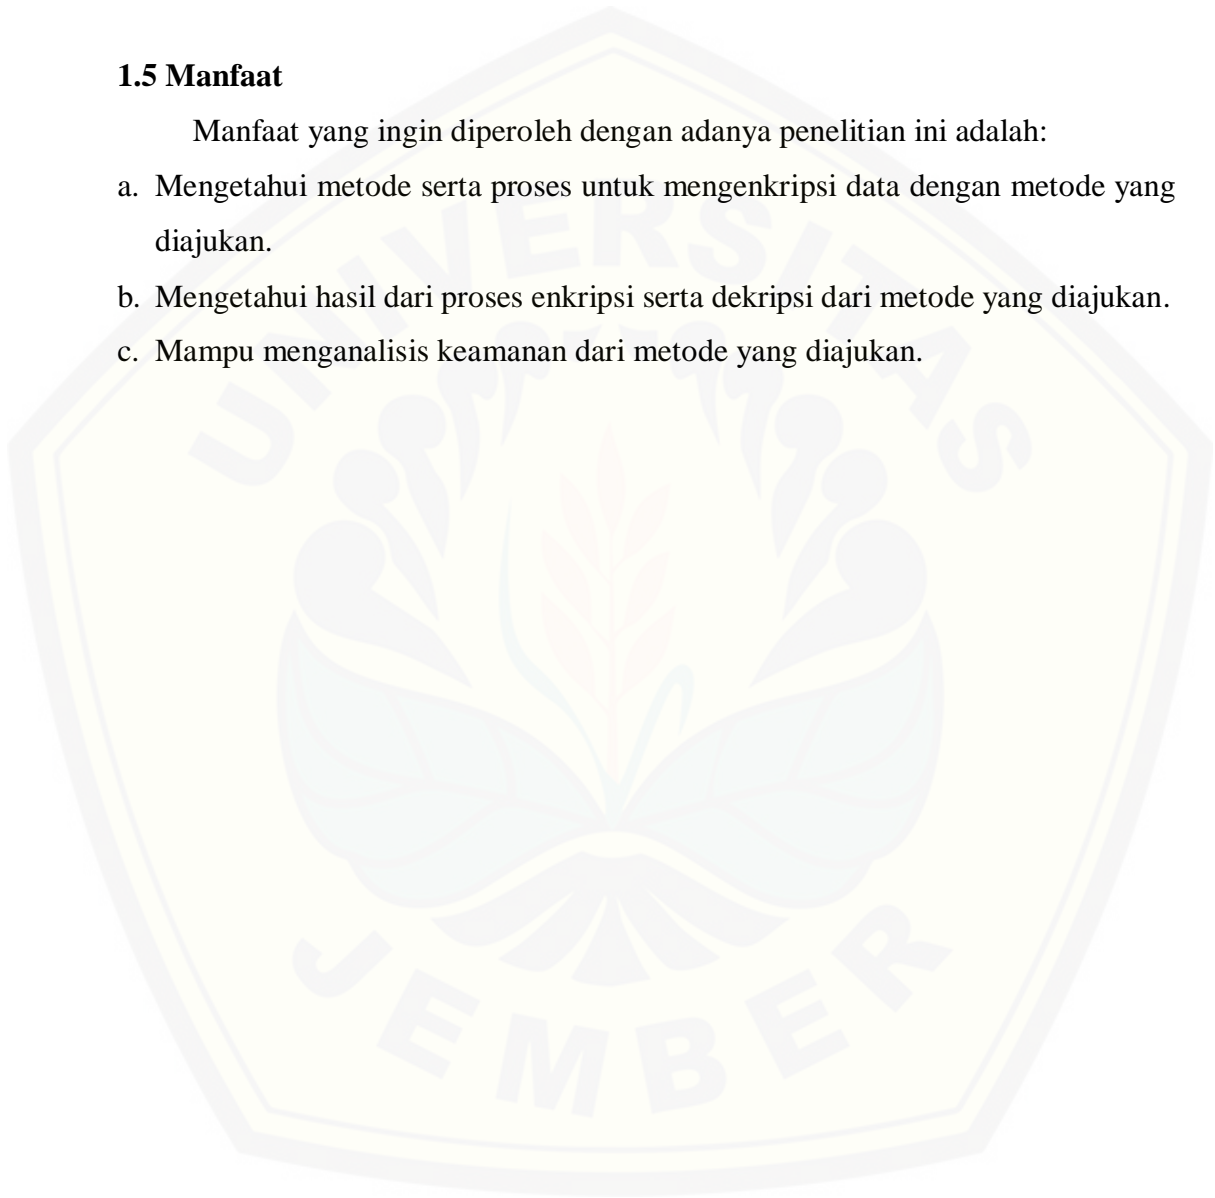 1.5 Manfaat
Manfaat yang ingin diperoleh dengan adanya penelitian ini adalah:
a. Mengetahui metode serta proses untuk mengenkripsi data dengan metode yang
diajukan.
b. Mengetahui hasil dari proses enkripsi serta dekripsi dari metode yang diajukan.
c. Mampu menganalisis keamanan dari metode yang diajukan.
UNIVERSITAS
JEMBER